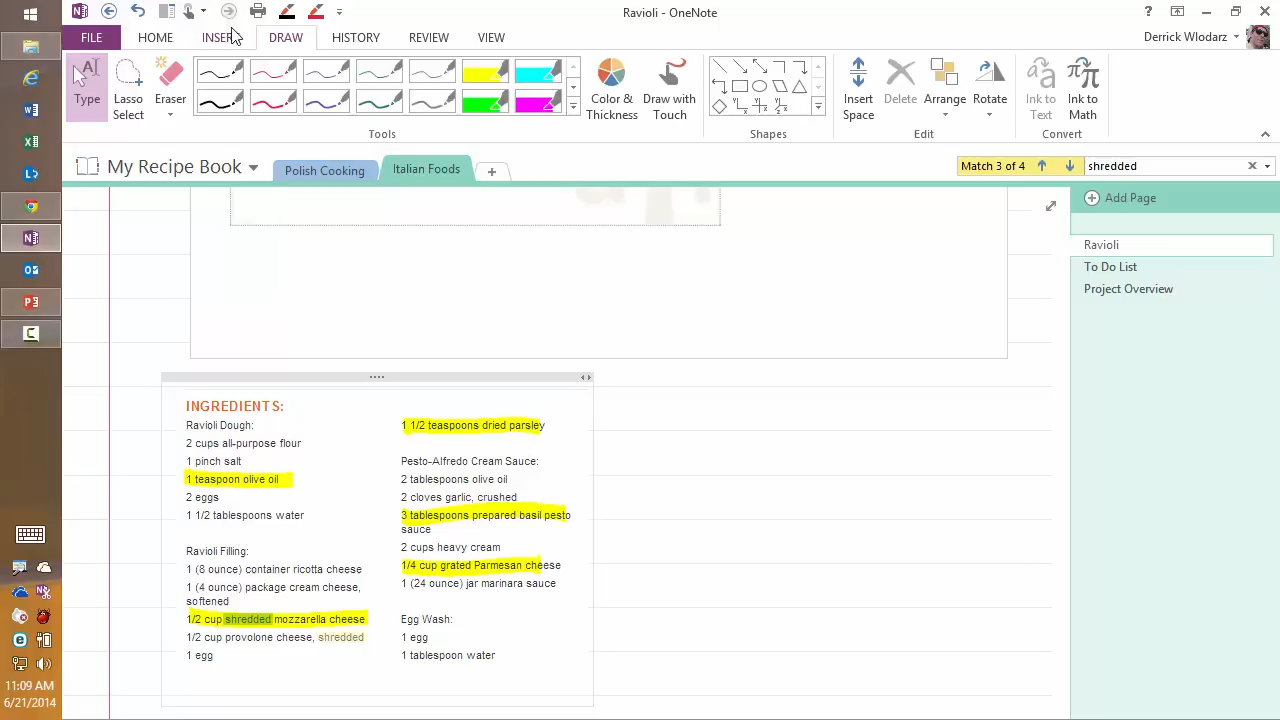 Ravioli - OneNote
FILE
HOME
INSER
DRAW
HISTORY
REVIEW
VIEW
Derrick Wlodarz
Type
Lasso
Select
Eraser
Color &
Thickness
Draw with
Touch
Insert
Space
Delete
Arrange
Rotate
Ink to
Text
Ink to
Math
Tools
Shapes
Edit
Convert
My Recipe Book
Polish Cooking
Italian Foods
Match 3 of 4
shredded
Add Page
Ravioli
To Do List
Project Overview
INGREDIENTS:
Ravioli Dough:
2 cups all-purpose flour
1 pinch salt
1 teaspoon olive oil
2 eggs
1 1/2 tablespoons water
Ravioli Filling:
1 (8 ounce) container ricotta cheese
1 (4 ounce) package cream cheese,
softened
1/2 cup shredded mozzarella cheese
1/2 cup provolone cheese, shredded
1 egg
1 1/2 teaspoons dried parsley
Pesto-Alfredo Cream Sauce:
2 tablespoons olive oil
2 cloves garlic, crushed
3 tablespoons prepared basil pesto
sauce
2 cups heavy cream
1/4 cup grated Parmesan cheese
1 (24 ounce) jar marinara sauce
Egg Wash:
1 egg
1 tablespoon water
11:09 AM
6/21/2014